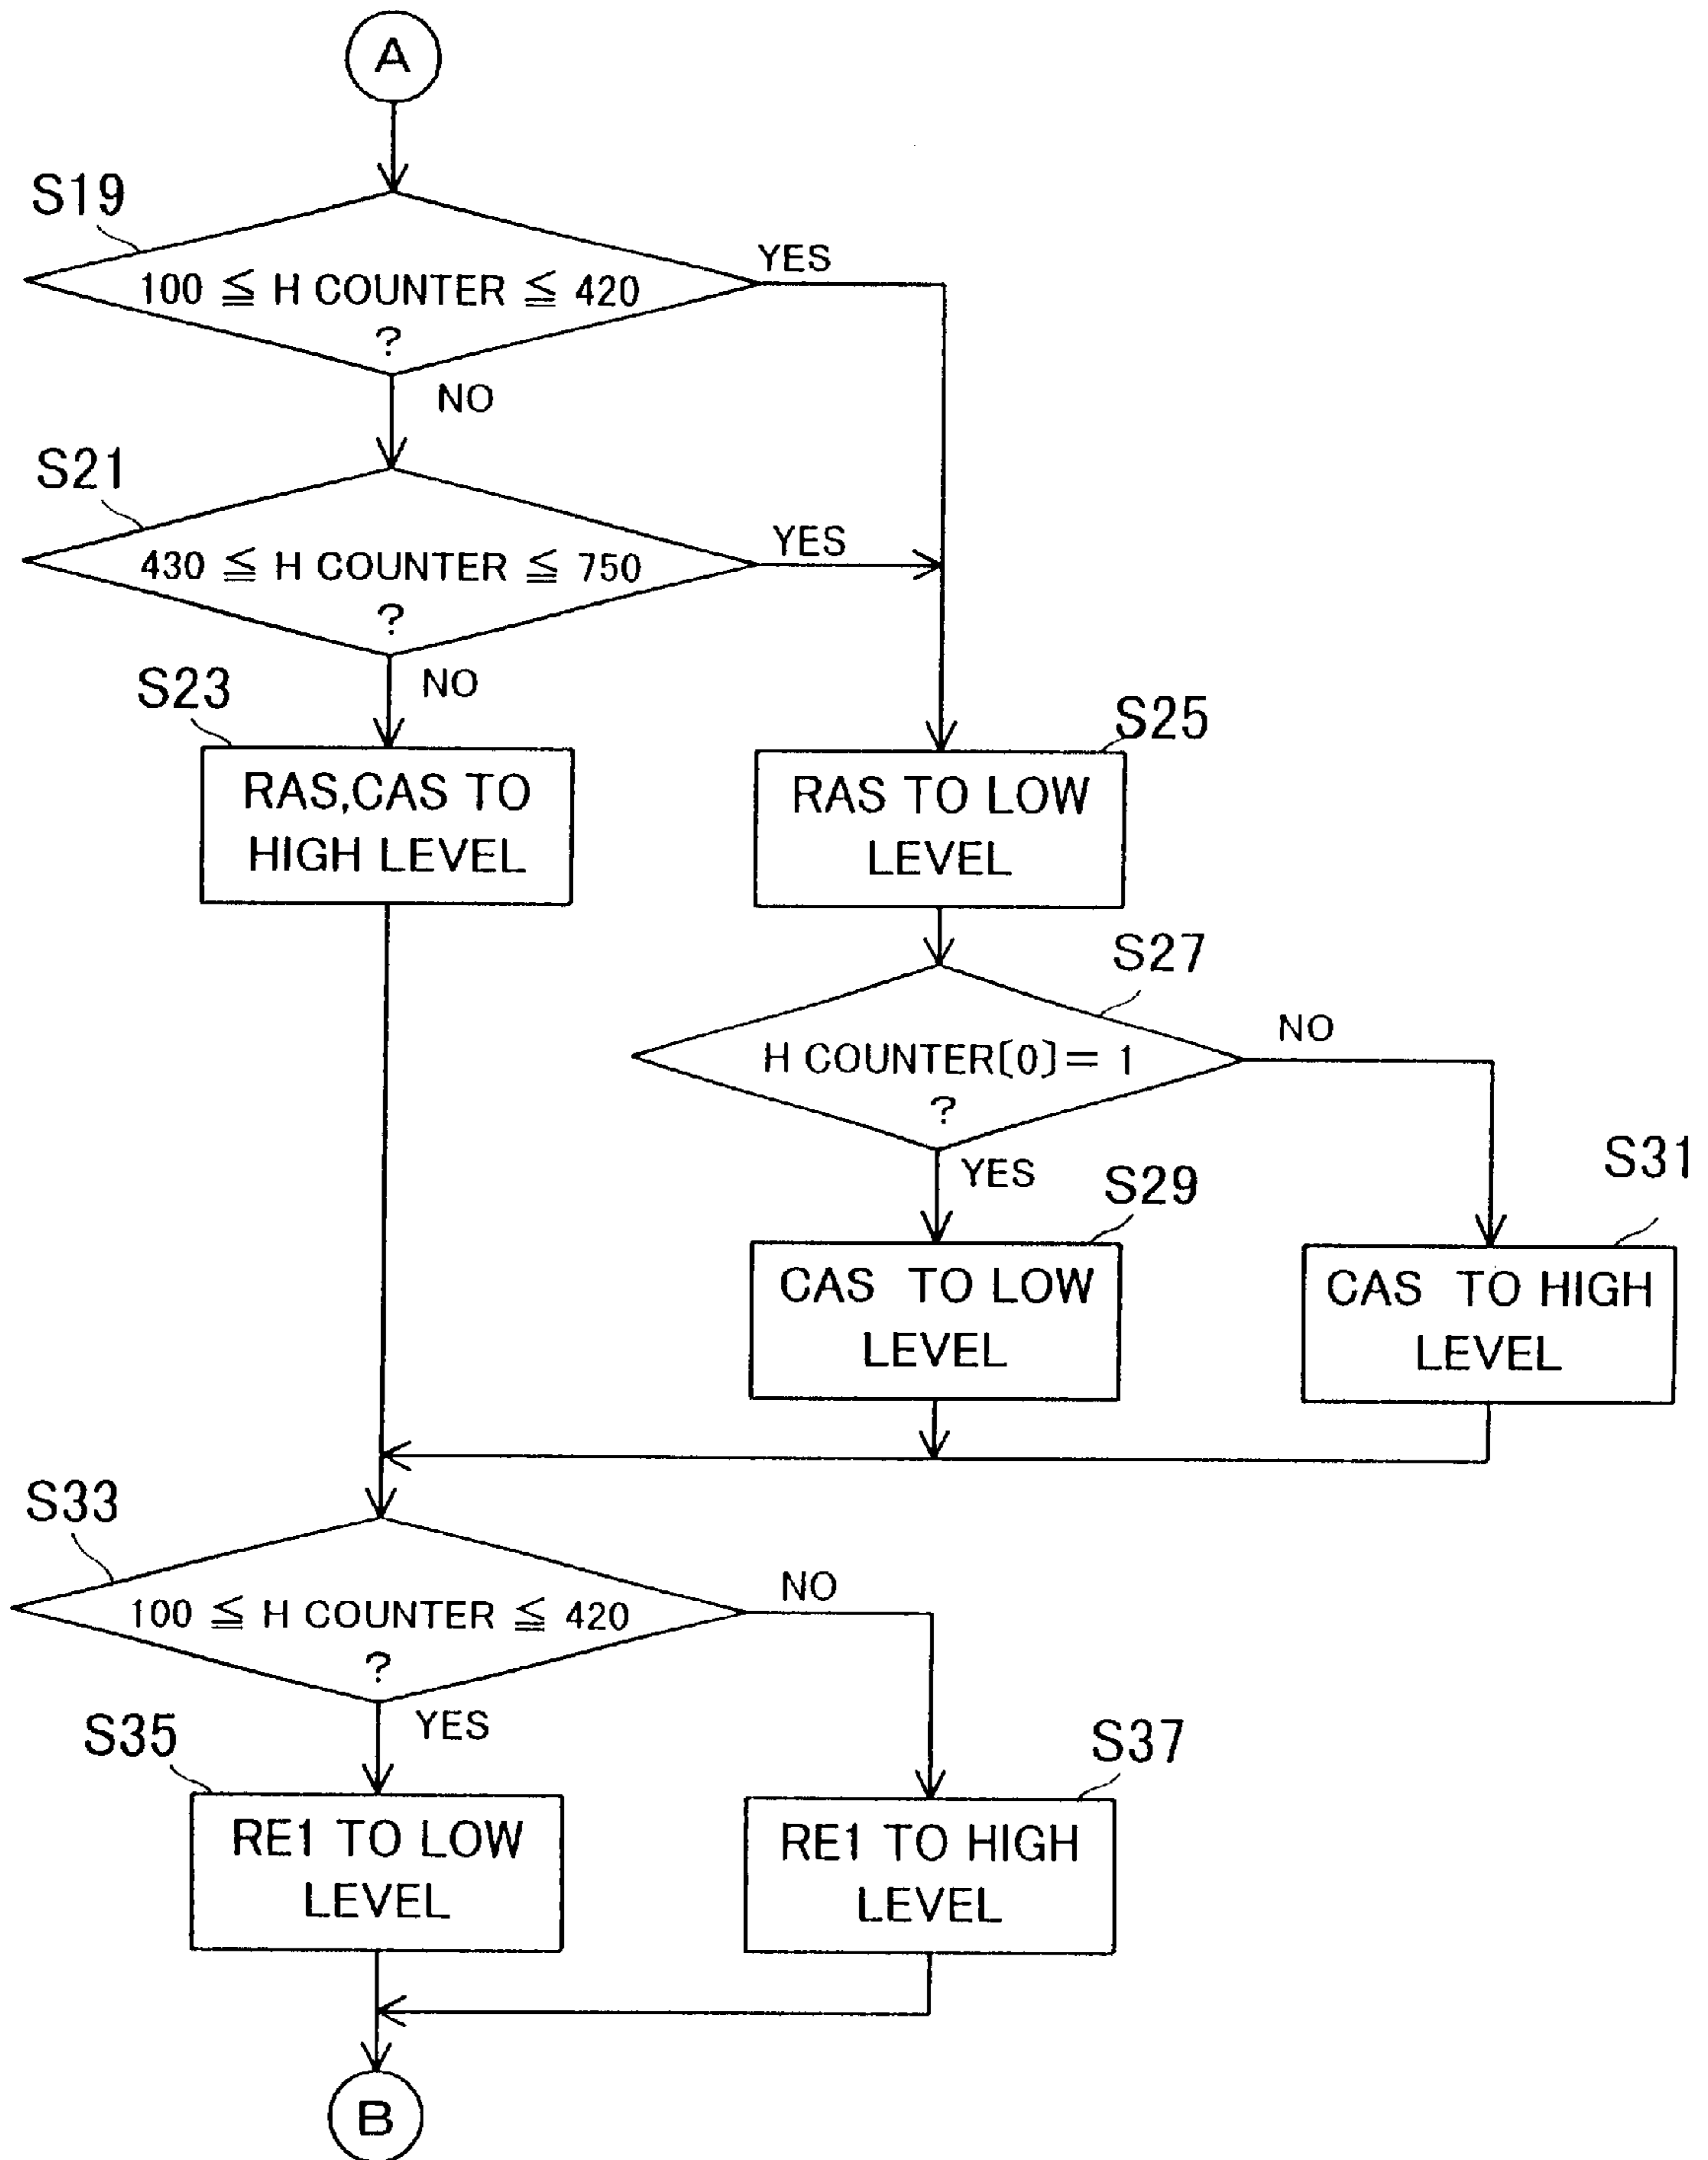 A
S19
100 ≦ H COUNTER ≦ 420
?
YES
NO
S21
430 ≦ H COUNTER ≦ 750
?
YES
NO
S23
RAS,CAS TO
HIGH LEVEL
S25
RAS TO LOW
LEVEL
S27
H COUNTER[0]= 1
?
NO
YES
S29
CAS TO LOW
LEVEL
S31
CAS TO HIGH
LEVEL
S33
100 ≦ H COUNTER ≦ 420
?
NO
YES
S35
RE1 TO LOW
LEVEL
S37
RE1 TO HIGH
LEVEL
B